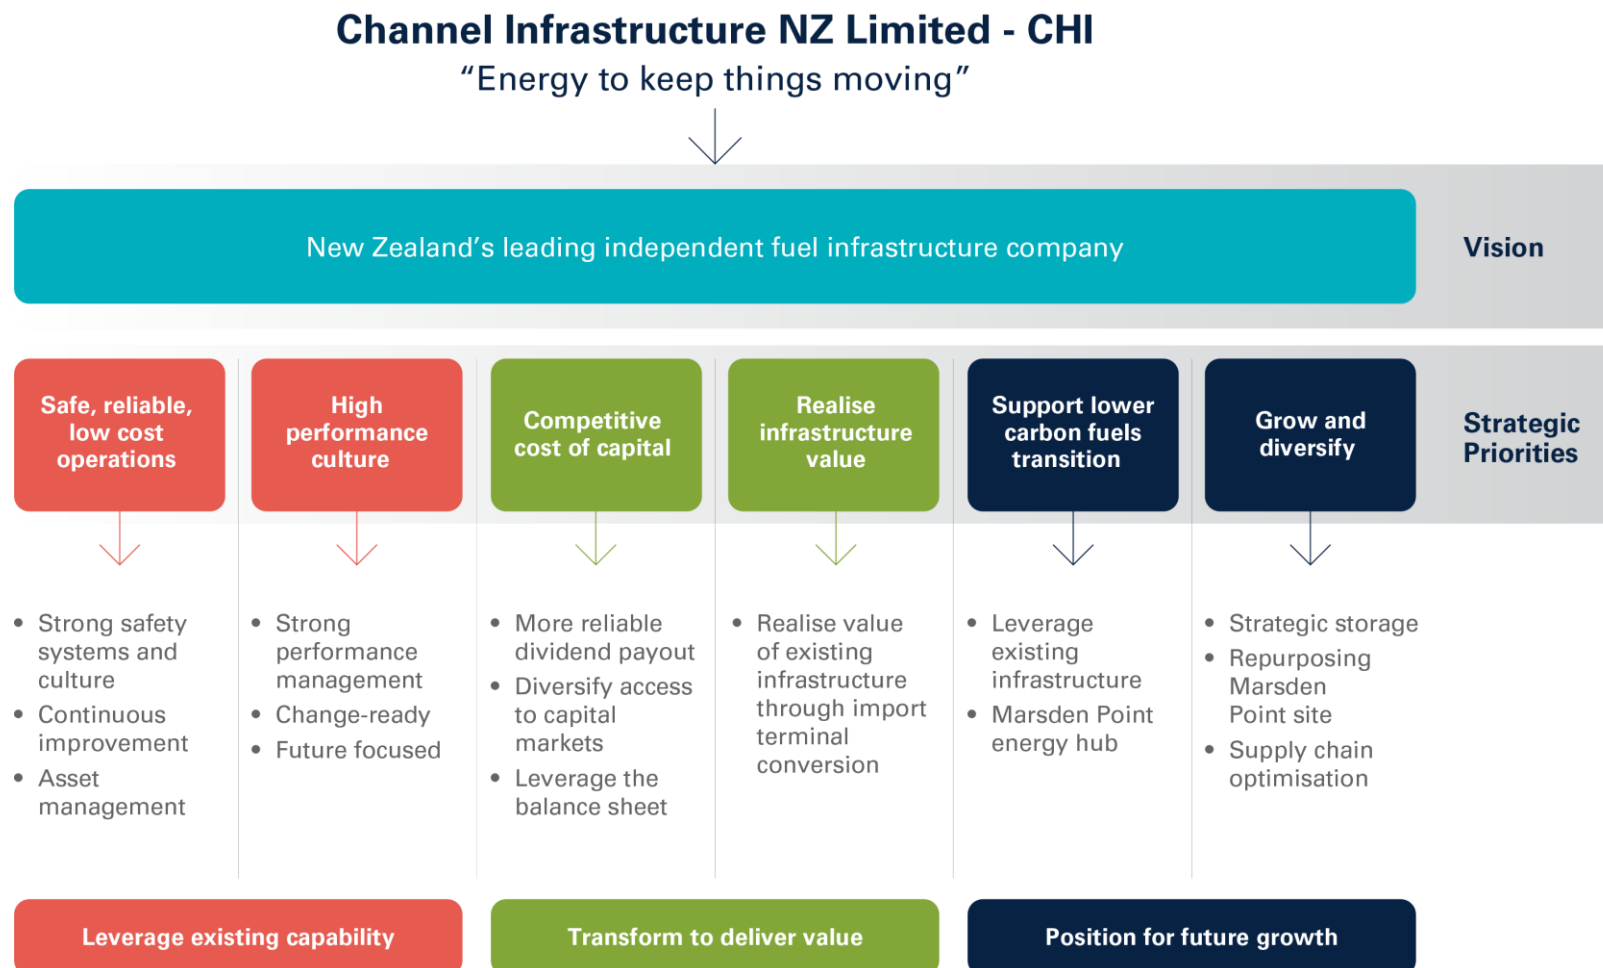 Channel Infrastructure NZ Limited - CHI
“Energy to keep things moving”
New Zealand’s leading independent fuel infrastructure company
Vision
Safe, reliable,
low cost
operations
High
performance
culture
Competitive
cost of capital
Realise
infrastructure
value
Support lower
carbon fuels
transition
Grow and
diversify
Strategic
Priorities
• Strong safety
systems and
culture
• Continuous
improvement
• Asset
management
• Strong
performance
management
• Change-ready
• Future focused
• More reliable
dividend payout
• Diversify access
to capital
markets
• Leverage the
balance sheet
• Realise value
of existing
infrastructure
through import
terminal
conversion
• Leverage
existing
infrastructure
• Marsden Point
energy hub
• Strategic storage
• Repurposing
Marsden
Point site
• Supply chain
optimisation
Leverage existing capability
Transform to deliver value
Position for future growth